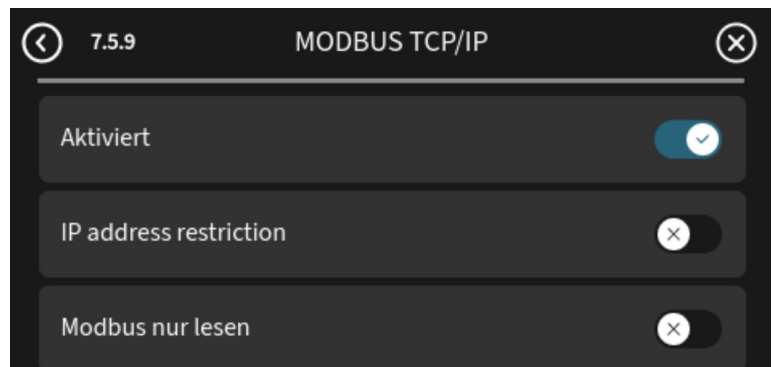 7.5.9 MODBUS TCP/IP
Aktiviert
IP address restriction
Modbus nur lesen